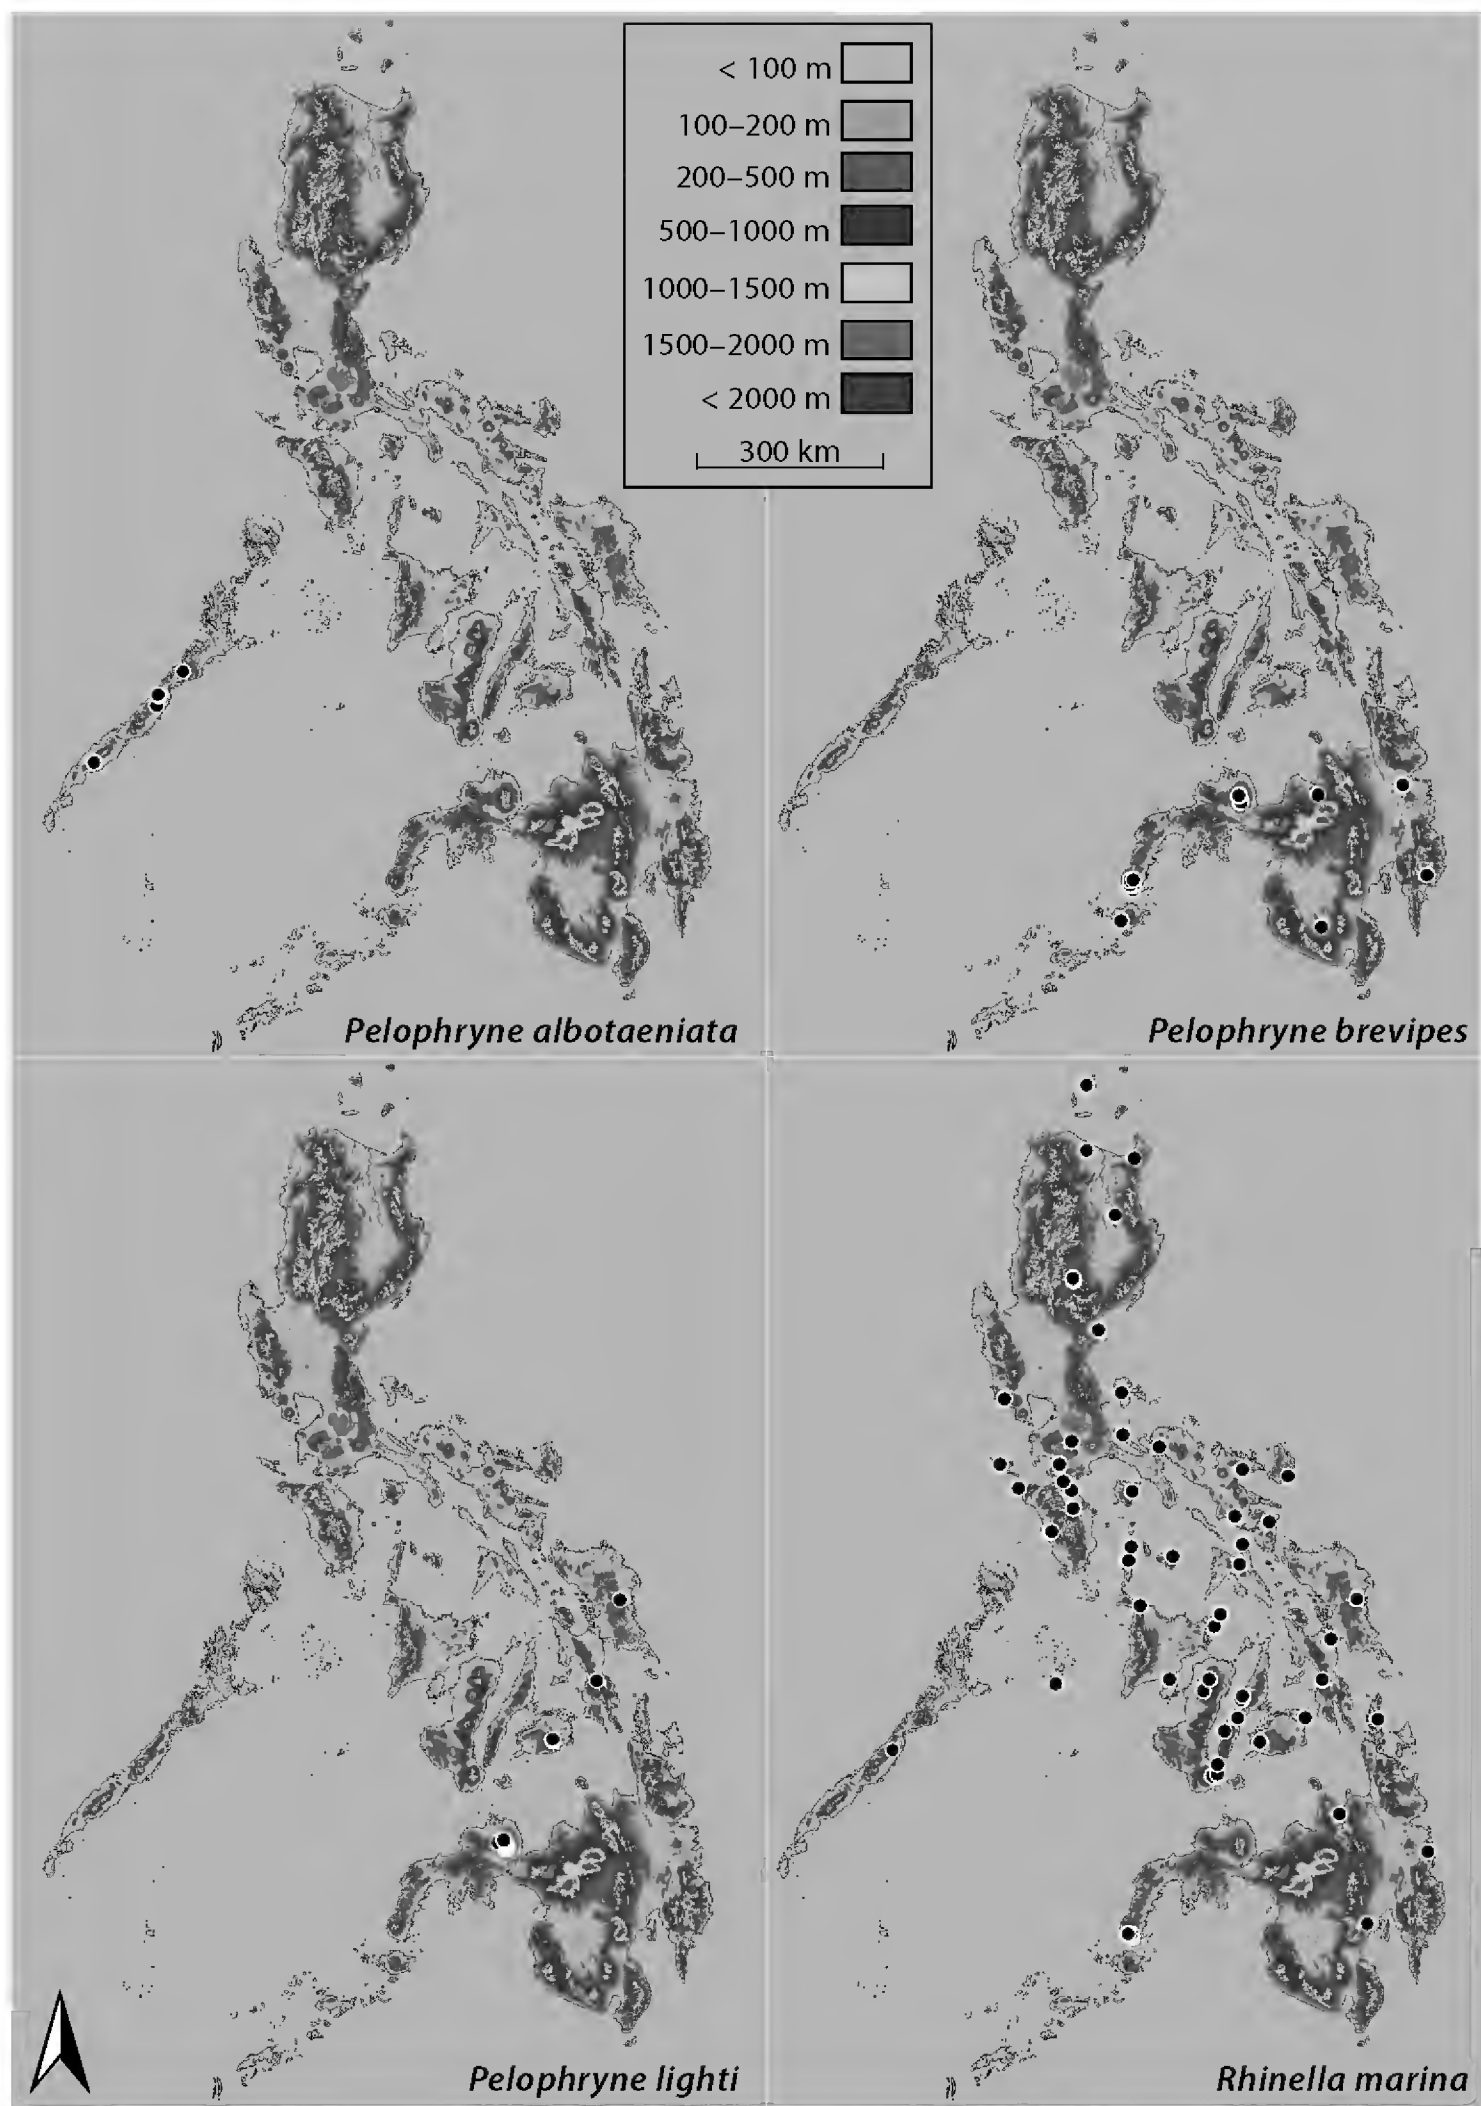 < 100 m
100–200 m
200–500 m
500–1000 m
1000–1500 m
1500–2000 m
< 2000 m
300 km
Pelophryne albotaeniata
Pelophryne brevipes
Pelophryne lighti
Rhinella marina